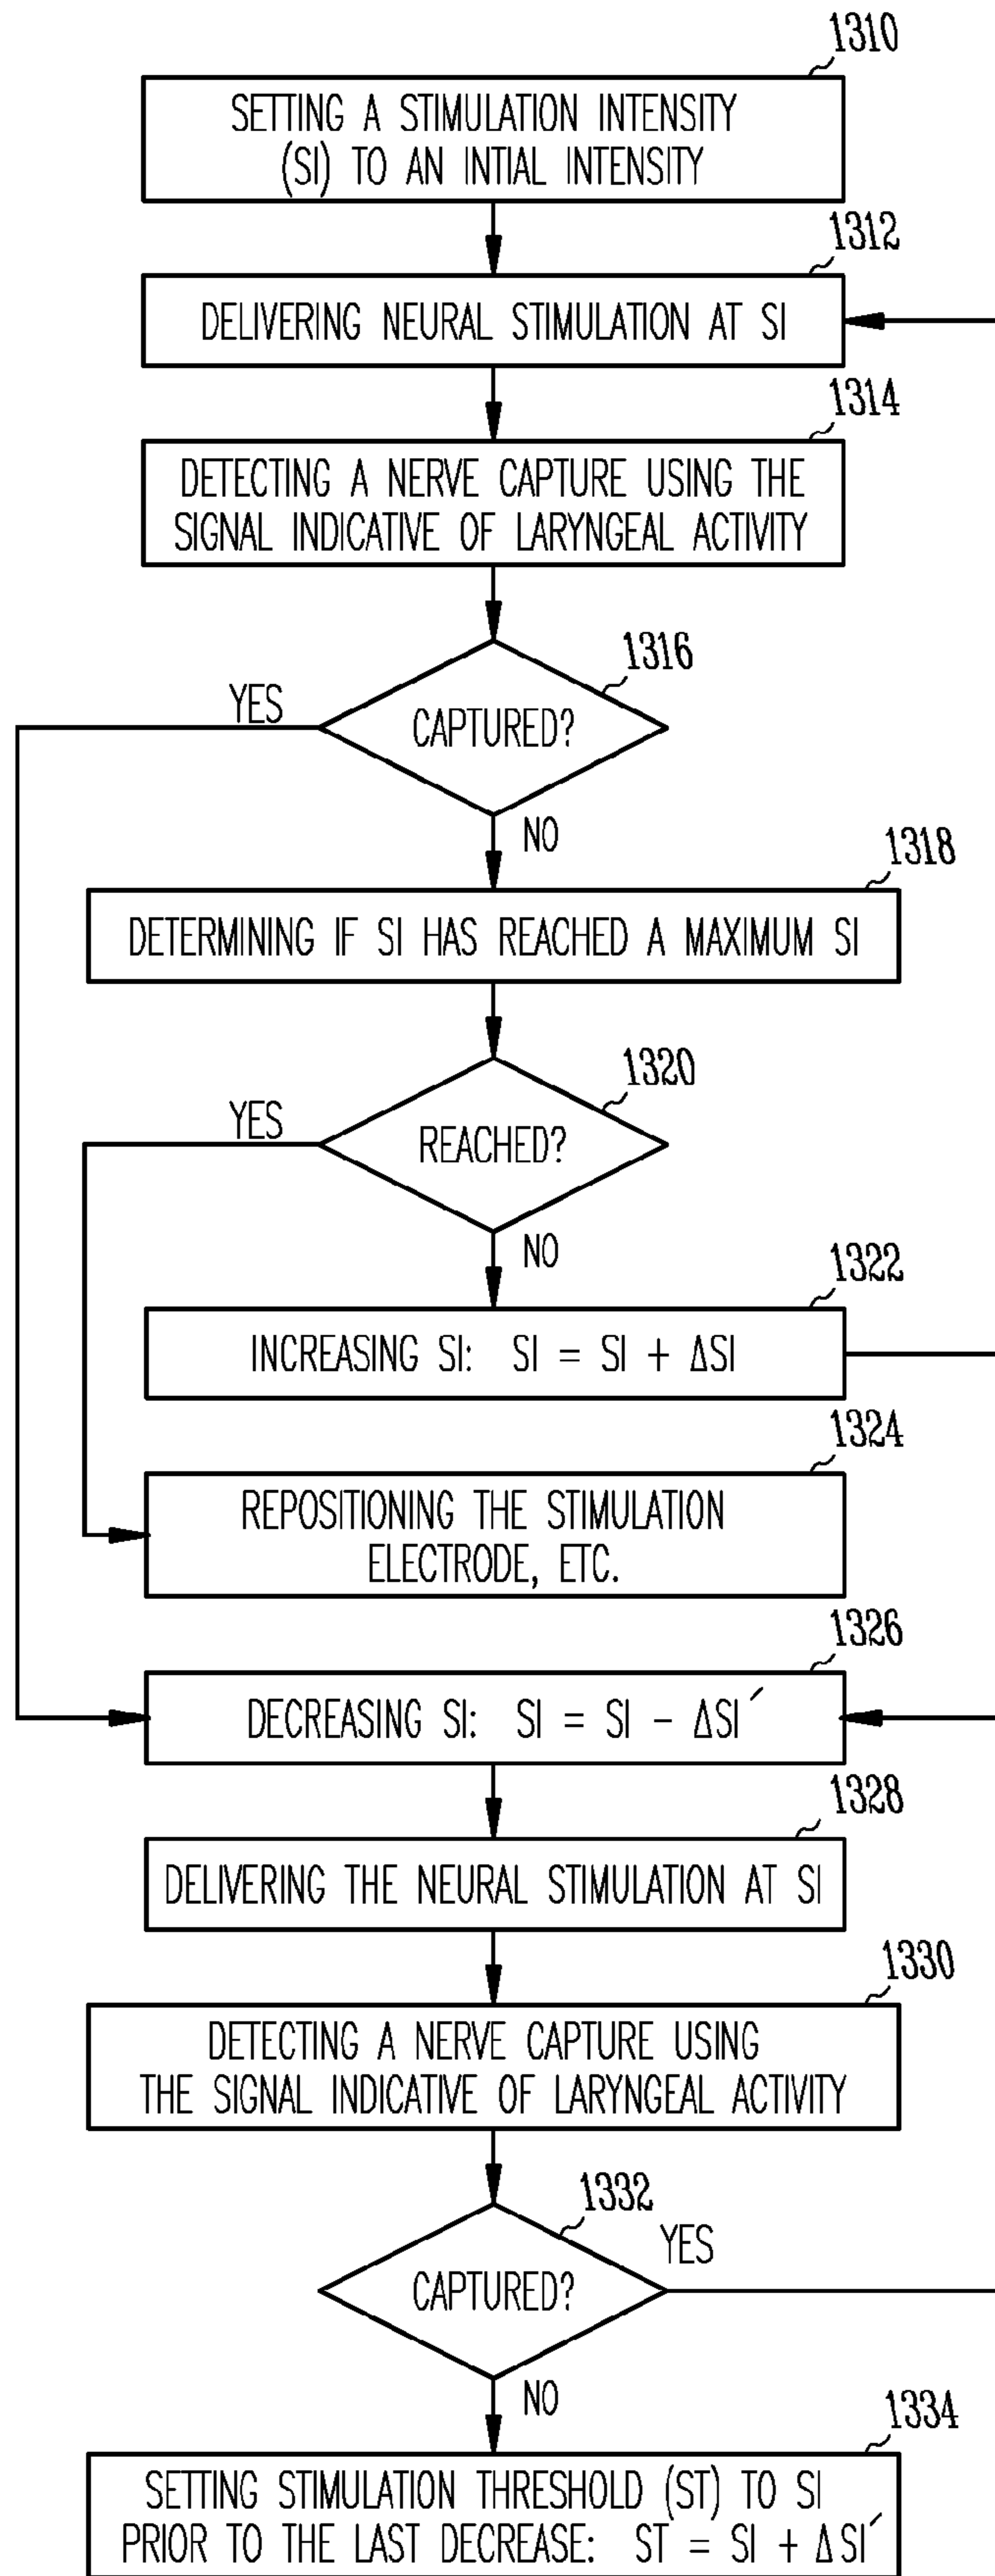 1310
SETTING A STIMULATION INTENSITY
(SI) TO AN INTIAL INTENSITY
1312
DELIVERING NEURAL STIMULATION AT SI
1314
DETECTING A NERVE CAPTURE USING THE
SIGNAL INDICATIVE OF LARYNGEAL ACTIVITY
1316
YES
CAPTURED?
NO
1318
DETERMINING IF SI HAS REACHED A MAXIMUM SI
1320
YES
REACHED?
NO
1322
INCREASING SI: SI = SI + ΔSI
1324
REPOSITIONING THE STIMULATION
ELECTRODE, ETC.
1326
DECREASING SI: SI = SI − ΔSI′
1328
DELIVERING THE NEURAL STIMULATION AT SI
1330
DETECTING A NERVE CAPTURE USING
THE SIGNAL INDICATIVE OF LARYNGEAL ACTIVITY
1332
YES
CAPTURED?
NO
1334
SETTING STIMULATION THRESHOLD (ST) TO SI
PRIOR TO THE LAST DECREASE: ST = SI + ΔSI′